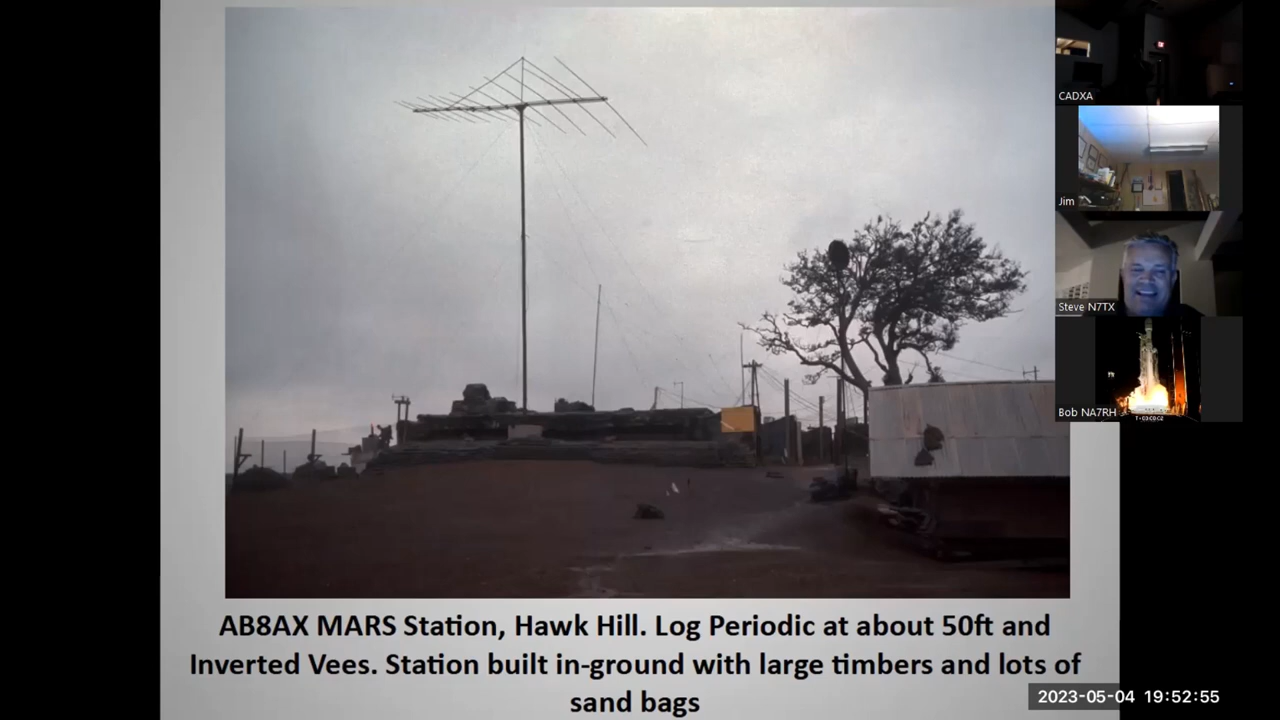 CADXA
Jim
Steve N7TX
Bob NA7RH
AB8AX MARS Station, Hawk Hill. Log Periodic at about 50ft and
Inverted Vees. Station built in-ground with large timbers and lots of
sand bags
2023-05-04 19:52:55